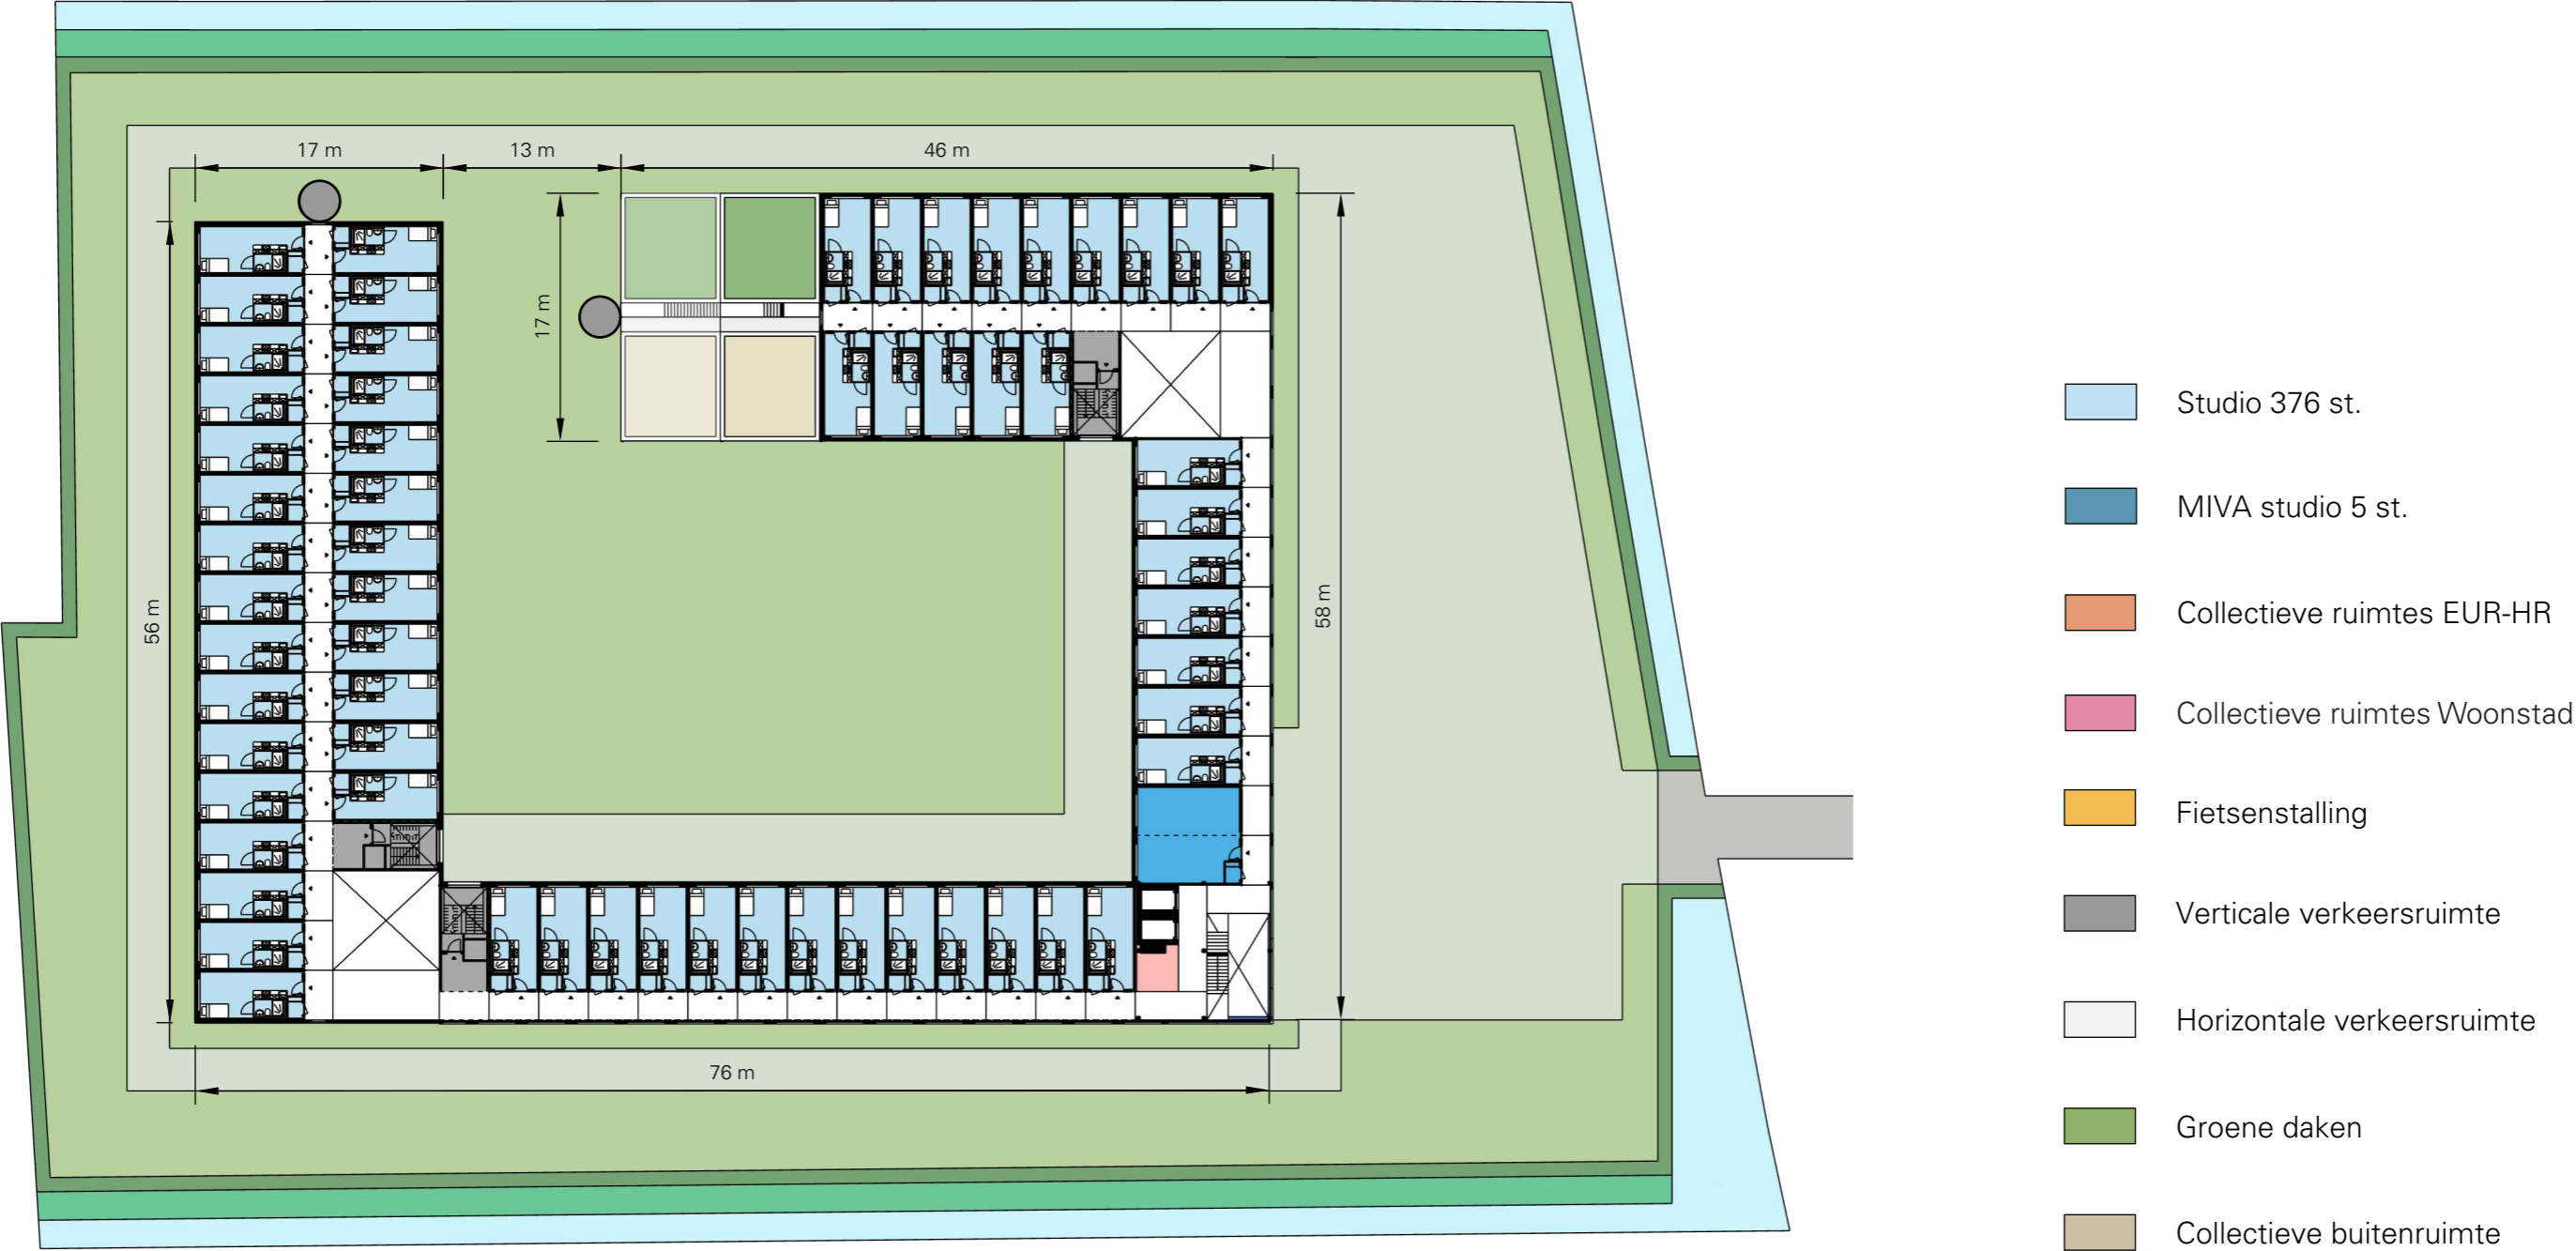 17 m
13 m
46 m
17 m
56 m
58 m
76 m
Studio 376 st.
MIVA studio 5 st.
Collectieve ruimtes EUR-HR
Collectieve ruimtes Woonstad
Fietsenstalling
Verticale verkeersruimte
Horizontale verkeersruimte
Groene daken
Collectieve buitenruimte